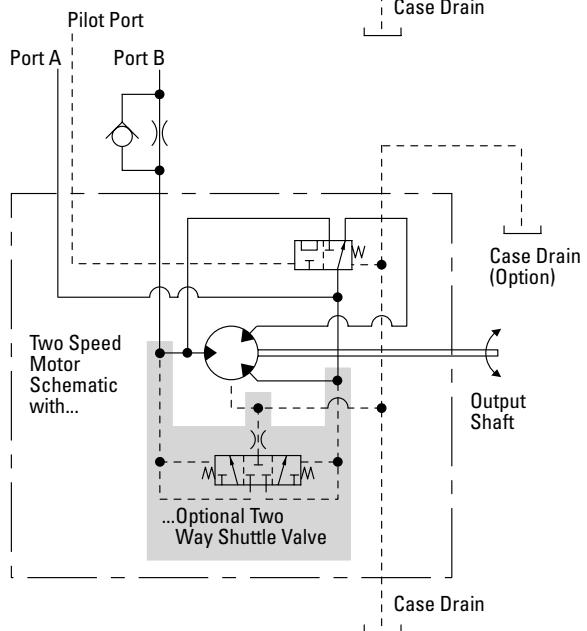 Case Drain
Pilot Port
Port A
Port B
Case Drain
(Option)
Two Speed
Motor
Schematic
with...
Output
Shaft
...Optional Two
Way Shuttle Valve
Case Drain